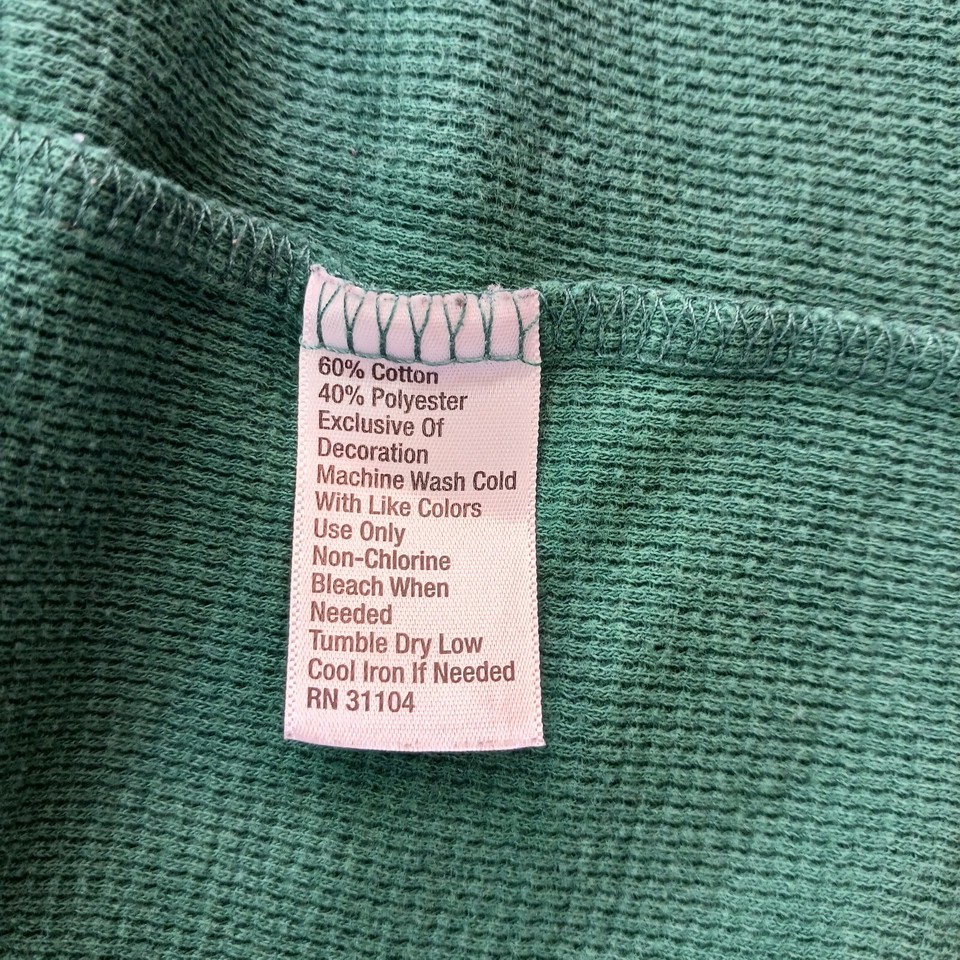 60% Cotton
40% Polyester
Exclusive Of
Decoration
Machine Wash Cold
With Like Colors
Use Only
Non-Chlorine
Bleach When
Needed
Tumble Dry Low
Cool Iron If Needed
RN 31104